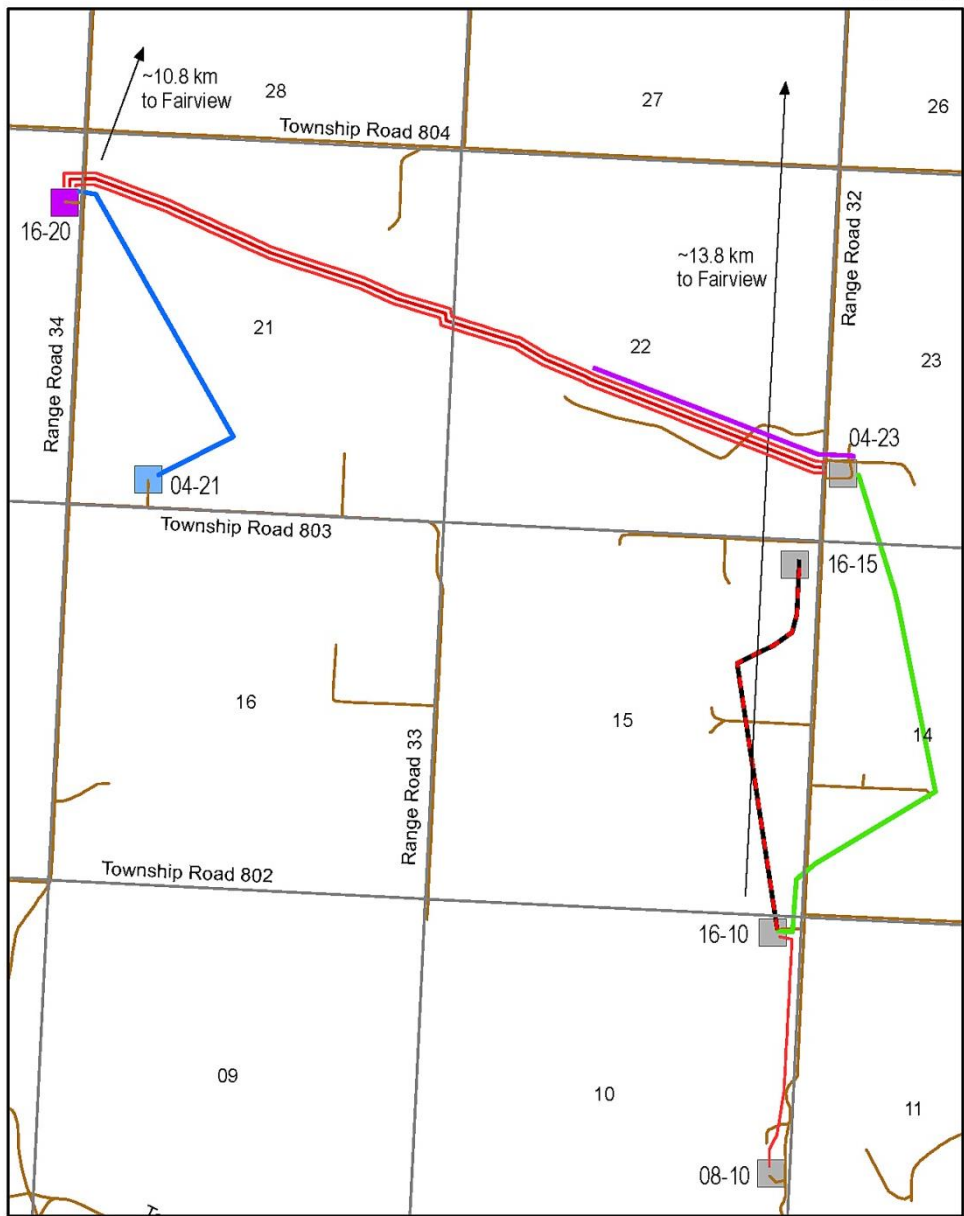 ~10.8 km
to Fairview
28
27
26
Township Road 804
Range Road 32
16-20
~13.8 km
to Fairview
21
22
23
Range Road 34
04-23
04-21
Township Road 803
16-15
16
15
14
Range Road 33
Township Road 802
16-10
09
10
11
08-10